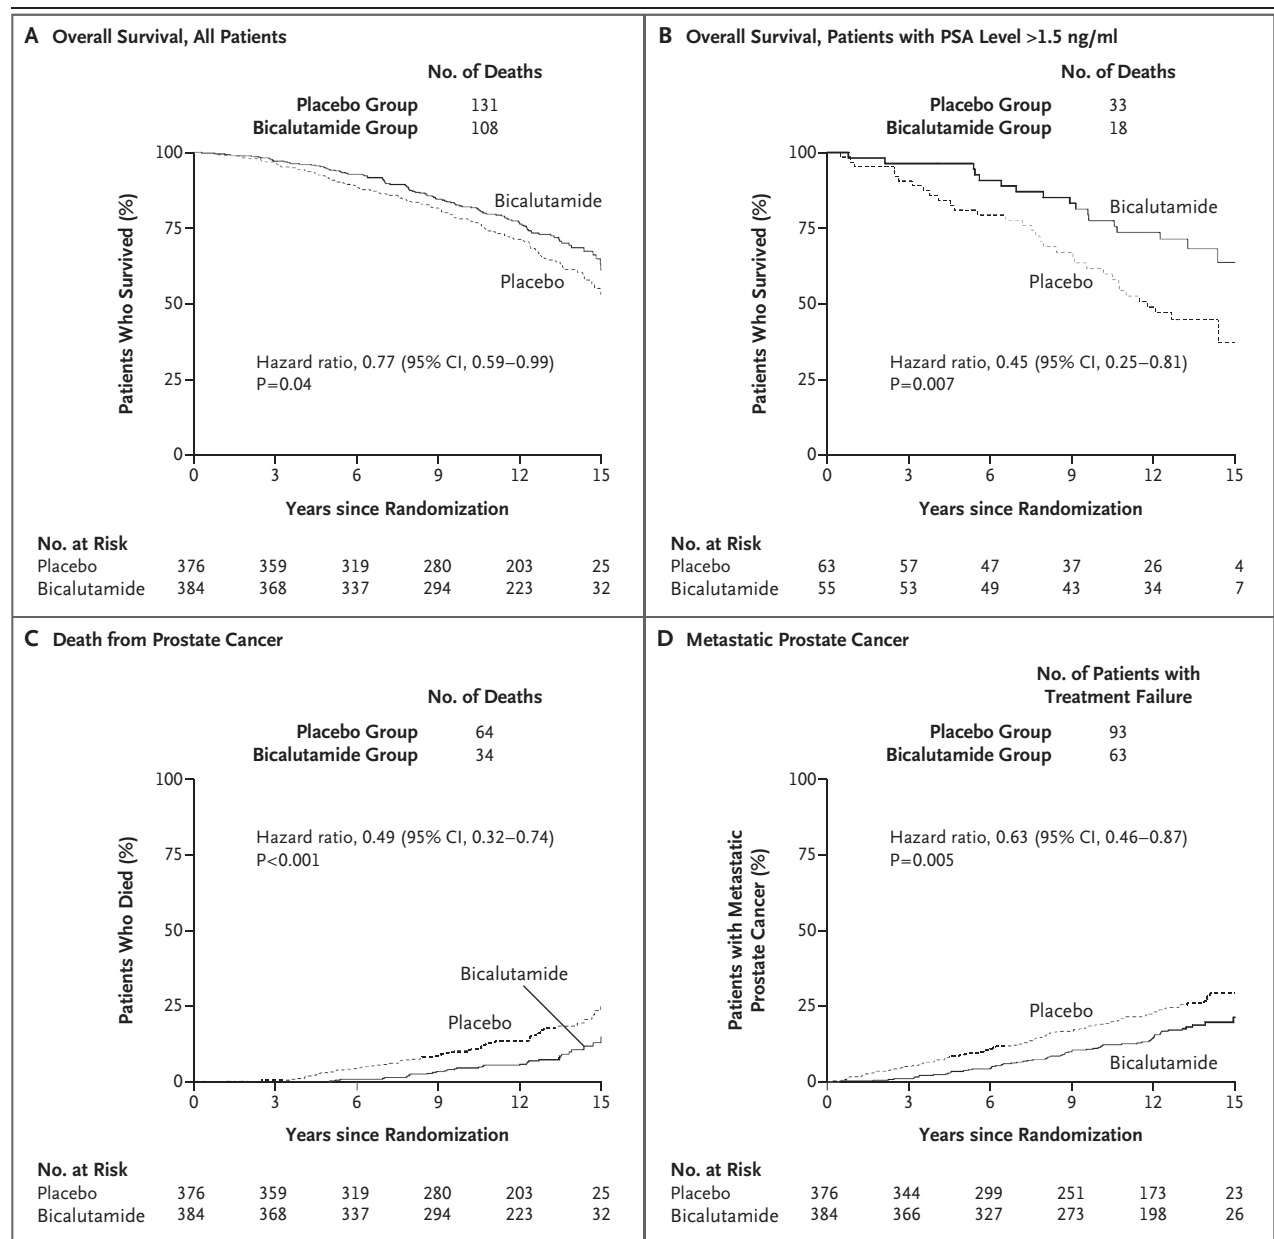 A Overall Survival, All Patients
No. of Deaths
Placebo Group 131
Bicalutamide Group 108
100
75
50
25
0
Patients Who Survived (%)
Bicalutamide
Placebo
Hazard ratio, 0.77 (95% CI, 0.59–0.99)
P=0.04
0 3 6 9 12 15
Years since Randomization
No. at Risk
Placebo 376 359 319 280 203 25
Bicalutamide 384 368 337 294 223 32
B Overall Survival, Patients with PSA Level >1.5 ng/ml
No. of Deaths
Placebo Group 33
Bicalutamide Group 18
100
75
50
25
0
Patients Who Survived (%)
Bicalutamide
Placebo
Hazard ratio, 0.45 (95% CI, 0.25–0.81)
P=0.007
0 3 6 9 12 15
Years since Randomization
No. at Risk
Placebo 63 57 47 37 26 4
Bicalutamide 55 53 49 43 34 7
C Death from Prostate Cancer
No. of Deaths
Placebo Group 64
Bicalutamide Group 34
100
75
50
25
0
Patients Who Died (%)
Hazard ratio, 0.49 (95% CI, 0.32–0.74)
P<0.001
Bicalutamide
Placebo
0 3 6 9 12 15
Years since Randomization
No. at Risk
Placebo 376 359 319 280 203 25
Bicalutamide 384 368 337 294 223 32
D Metastatic Prostate Cancer
No. of Patients with
Treatment Failure
Placebo Group 93
Bicalutamide Group 63
100
75
50
25
0
Patients with Metastatic
Prostate Cancer (%)
Hazard ratio, 0.63 (95% CI, 0.46–0.87)
P=0.005
Placebo
Bicalutamide
0 3 6 9 12 15
Years since Randomization
No. at Risk
Placebo 376 344 299 251 173 23
Bicalutamide 384 366 327 273 198 26